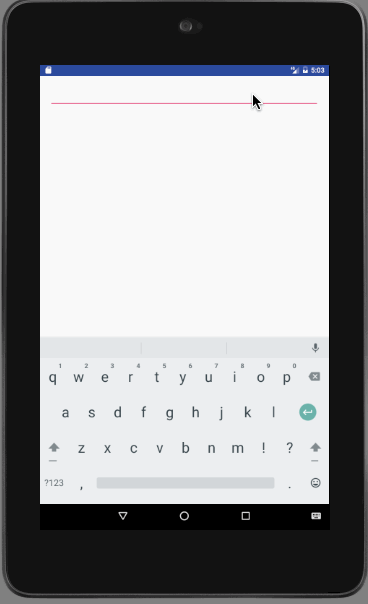 5:03
1 2 3 4 5 6 7 8 9 0
q w e r t y u i o p
a s d f g h j k l
z x c v b n m ! ?
?123 , .